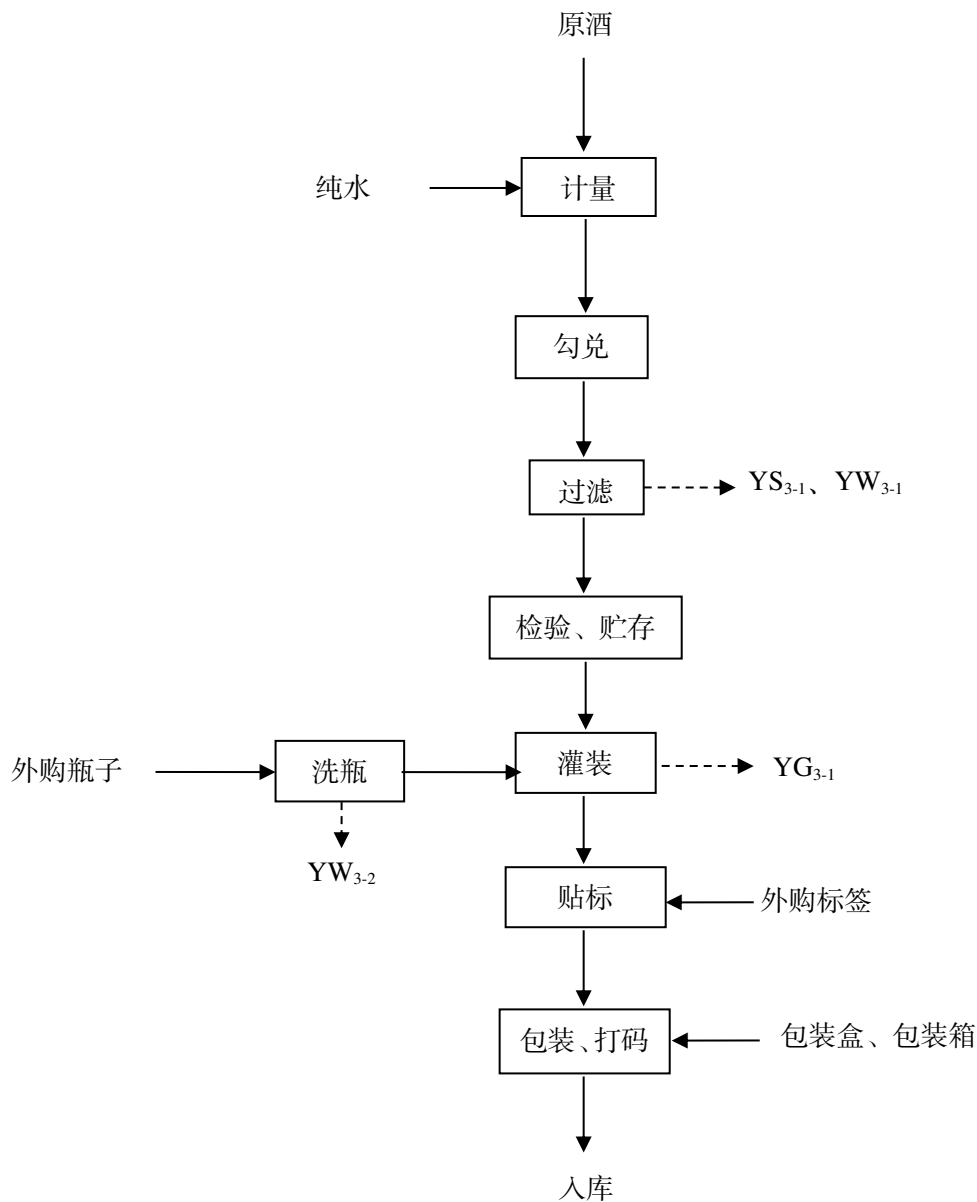 原酒
纯水
计量
勾兑
过滤
YS3-1、YW3-1
检验、贮存
外购瓶子
洗瓶
灌装
YG3-1
YW3-2
贴标
外购标签
包装、打码
包装盒、包装箱
入库